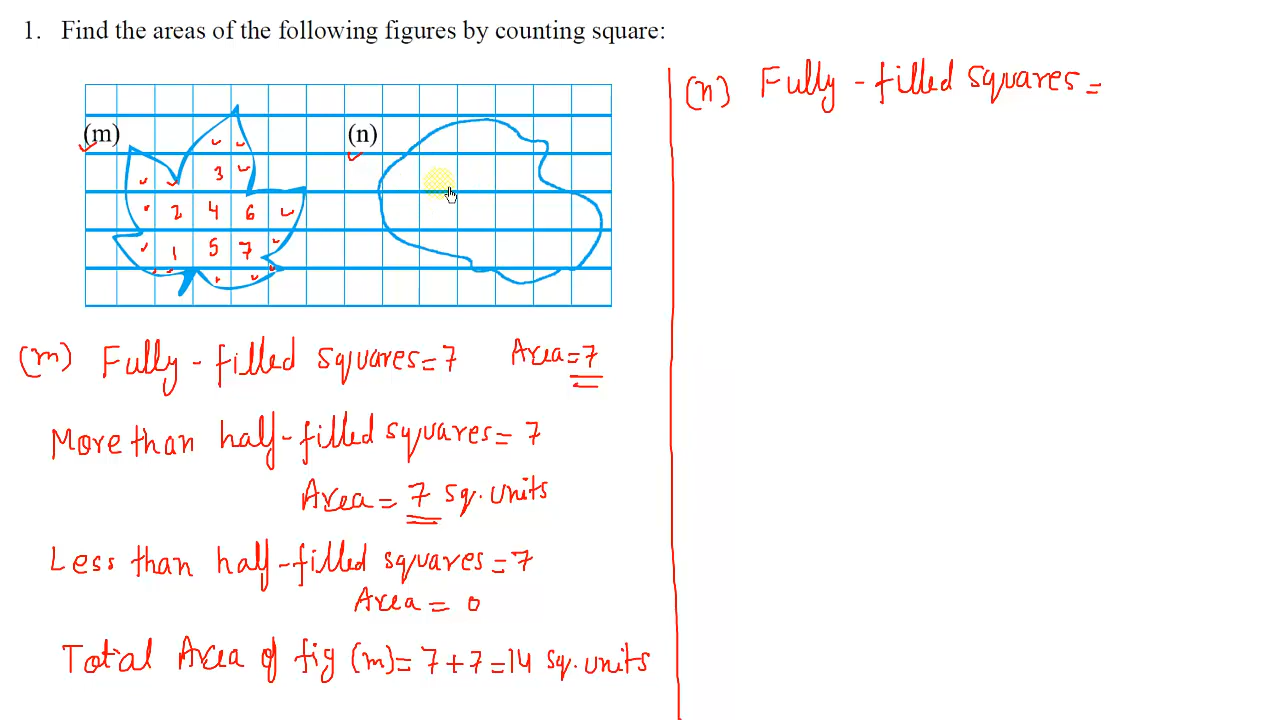 1. Find the areas of the following figures by counting square:
(m)
(n)
3
2 4 6
1 5 7
(m) Fully-filled squares=7 Area=7
More than half-filled squares=7
Area=7 sq. units
Less than half-filled squares=7
Area=0
Total Area of fig (m)=7+7=14 sq. units
(n) Fully-filled squares=